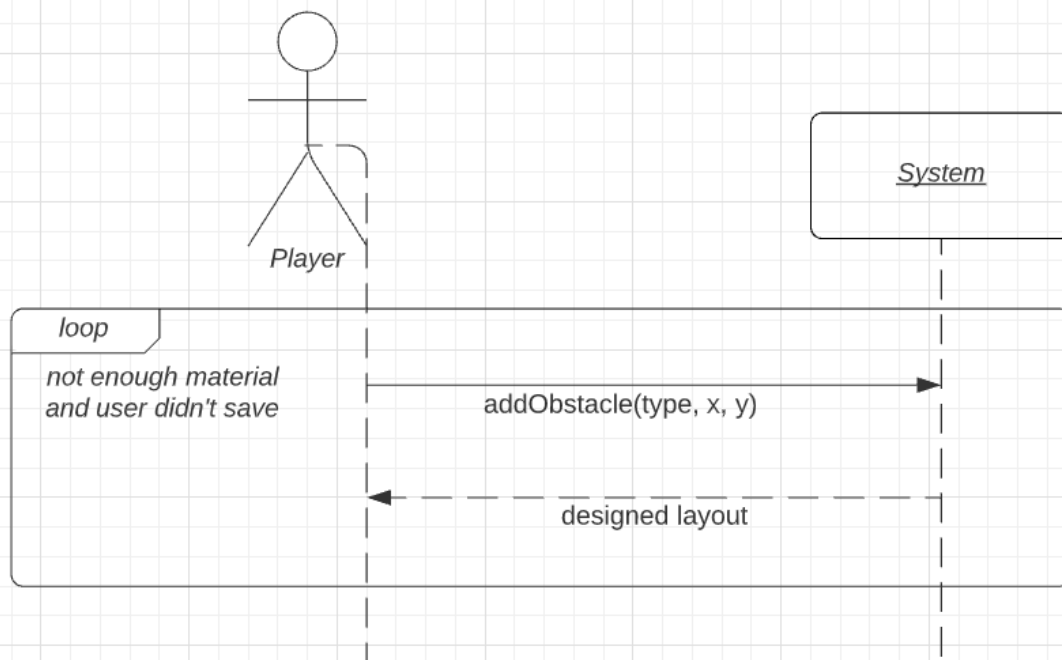 System
Player
loop
not enough material
and user didn't save
addObstacle(type, x, y)
designed layout